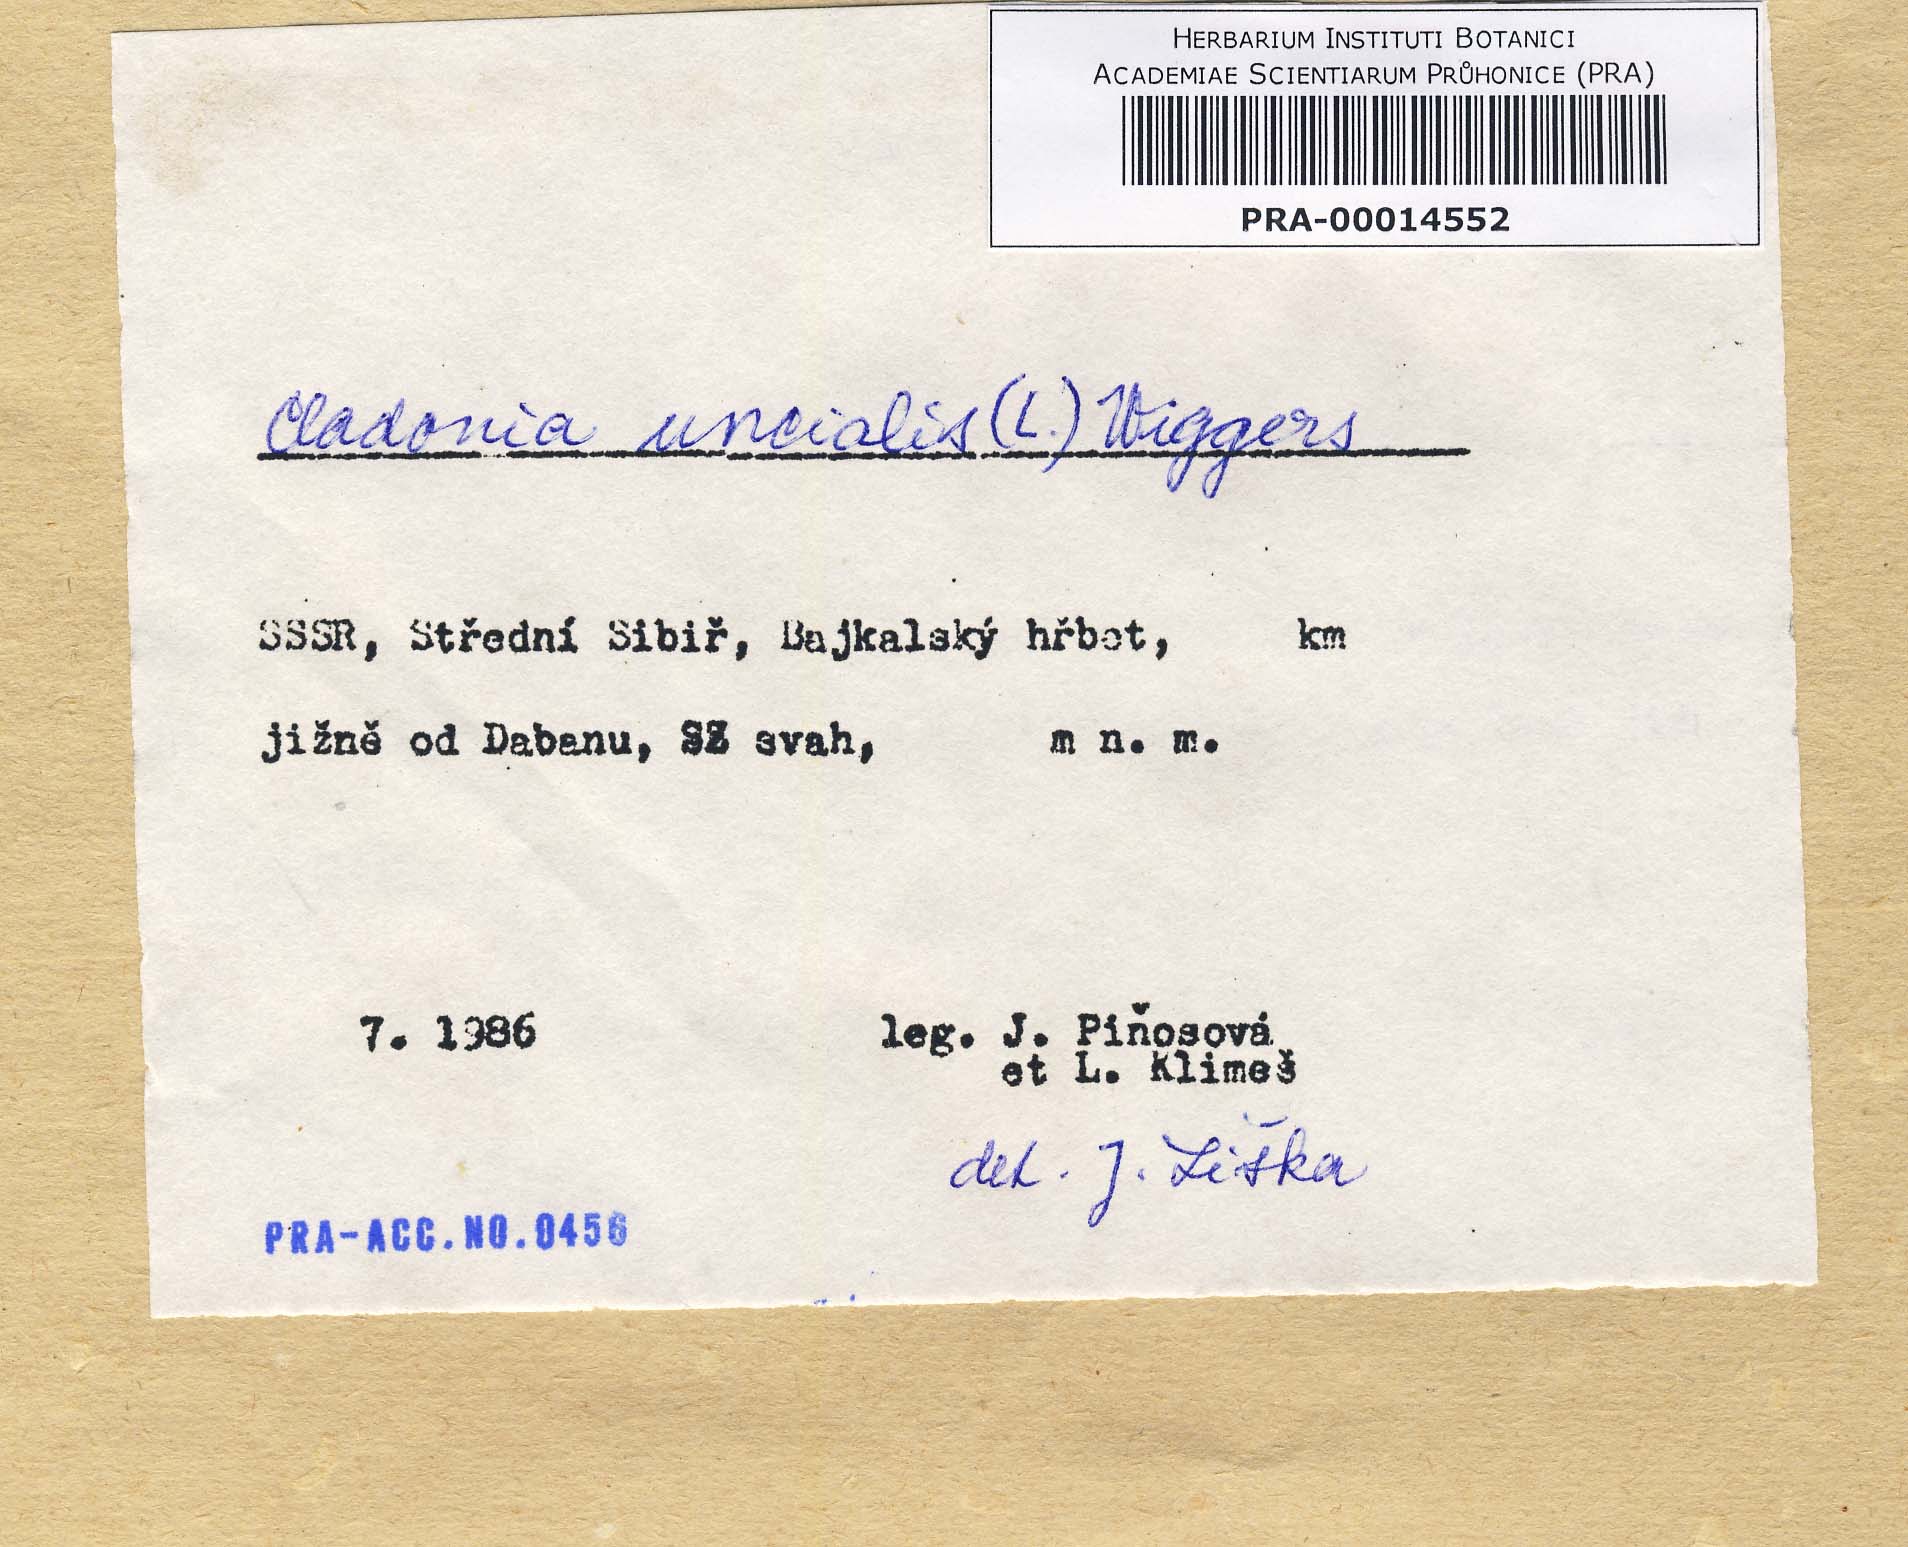 HERBARIUM INSTITUTI BOTANICI
ACADEMIAE SCIENTIARUM PRŮHONICE (PRA)
PRA-00014552
Cladonia uncialis (L.) Wiggers
SSSR, Střední Sibiř, Bajkalský hřbet, km
jižně od Dabanu, SZ svah, m n. m.
7. 1986
leg. J. Piňosová
et L. Klimeš
det. J. Liška
PRA-ACC.NO.0456